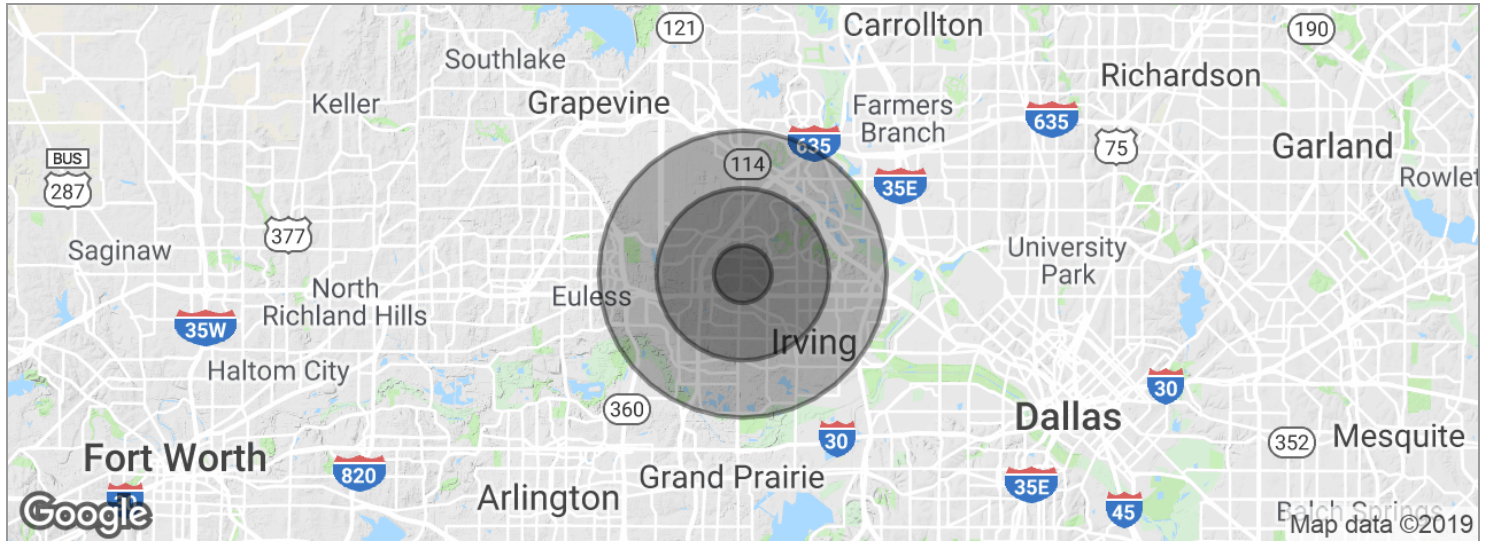 121
Carrollton
190
Southlake
Richardson
Keller
Grapevine
Farmers
Branch
635
635
75
Garland
BUS
287
114
35E
Rowlet
377
Saginaw
University
Park
North
Richland Hills
Euless
35W
Irving
Haltom City
30
360
Dallas
30
352
Mesquite
Fort Worth
820
Grand Prairie
35E
Arlington
45
Google
Balch Springs
Map data ©2019